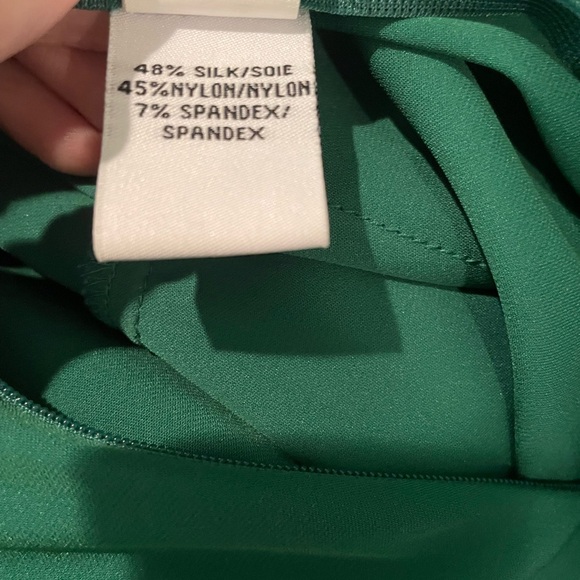 48% SILK/SOIE
45%NYLON/NYLON
7% SPANDEX/
SPANDEX